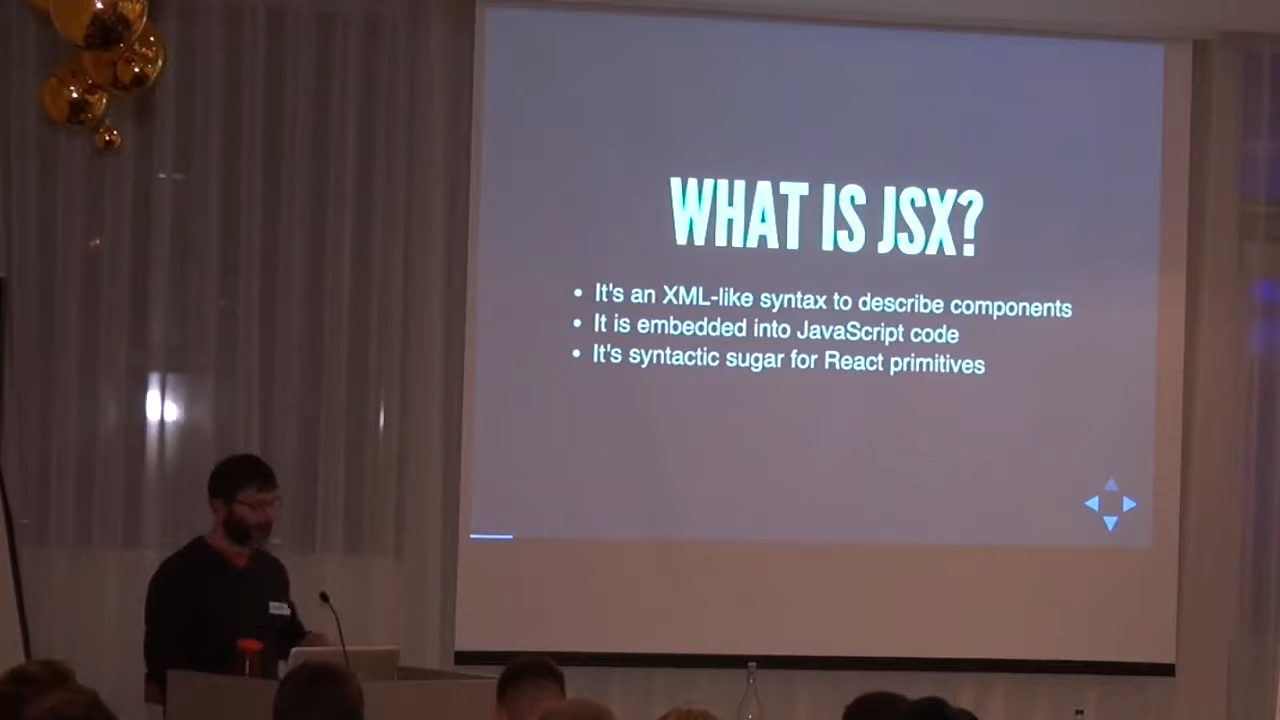 WHAT IS JSX?
• It's an XML-like syntax to describe components
• It is embedded into JavaScript code
• It's syntactic sugar for React primitives